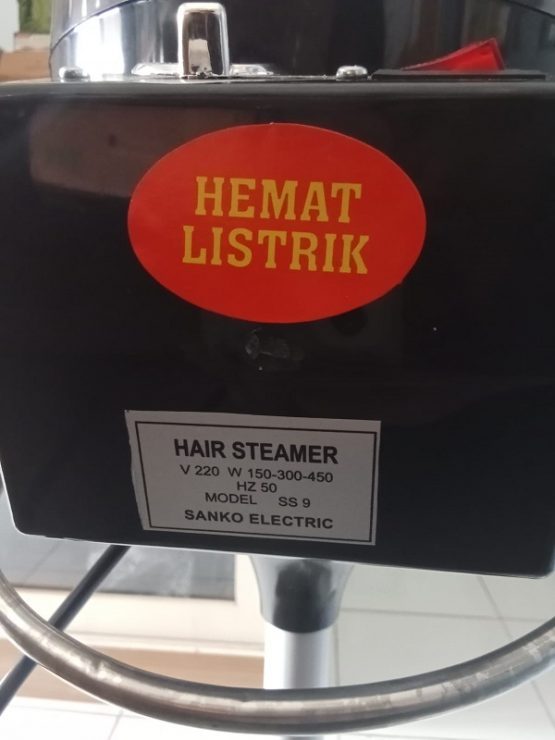 HEMAT
LISTRIK
HAIR STEAMER
V 220 W 150-300-450
HZ 50
MODEL SS 9
SANKO ELECTRIC